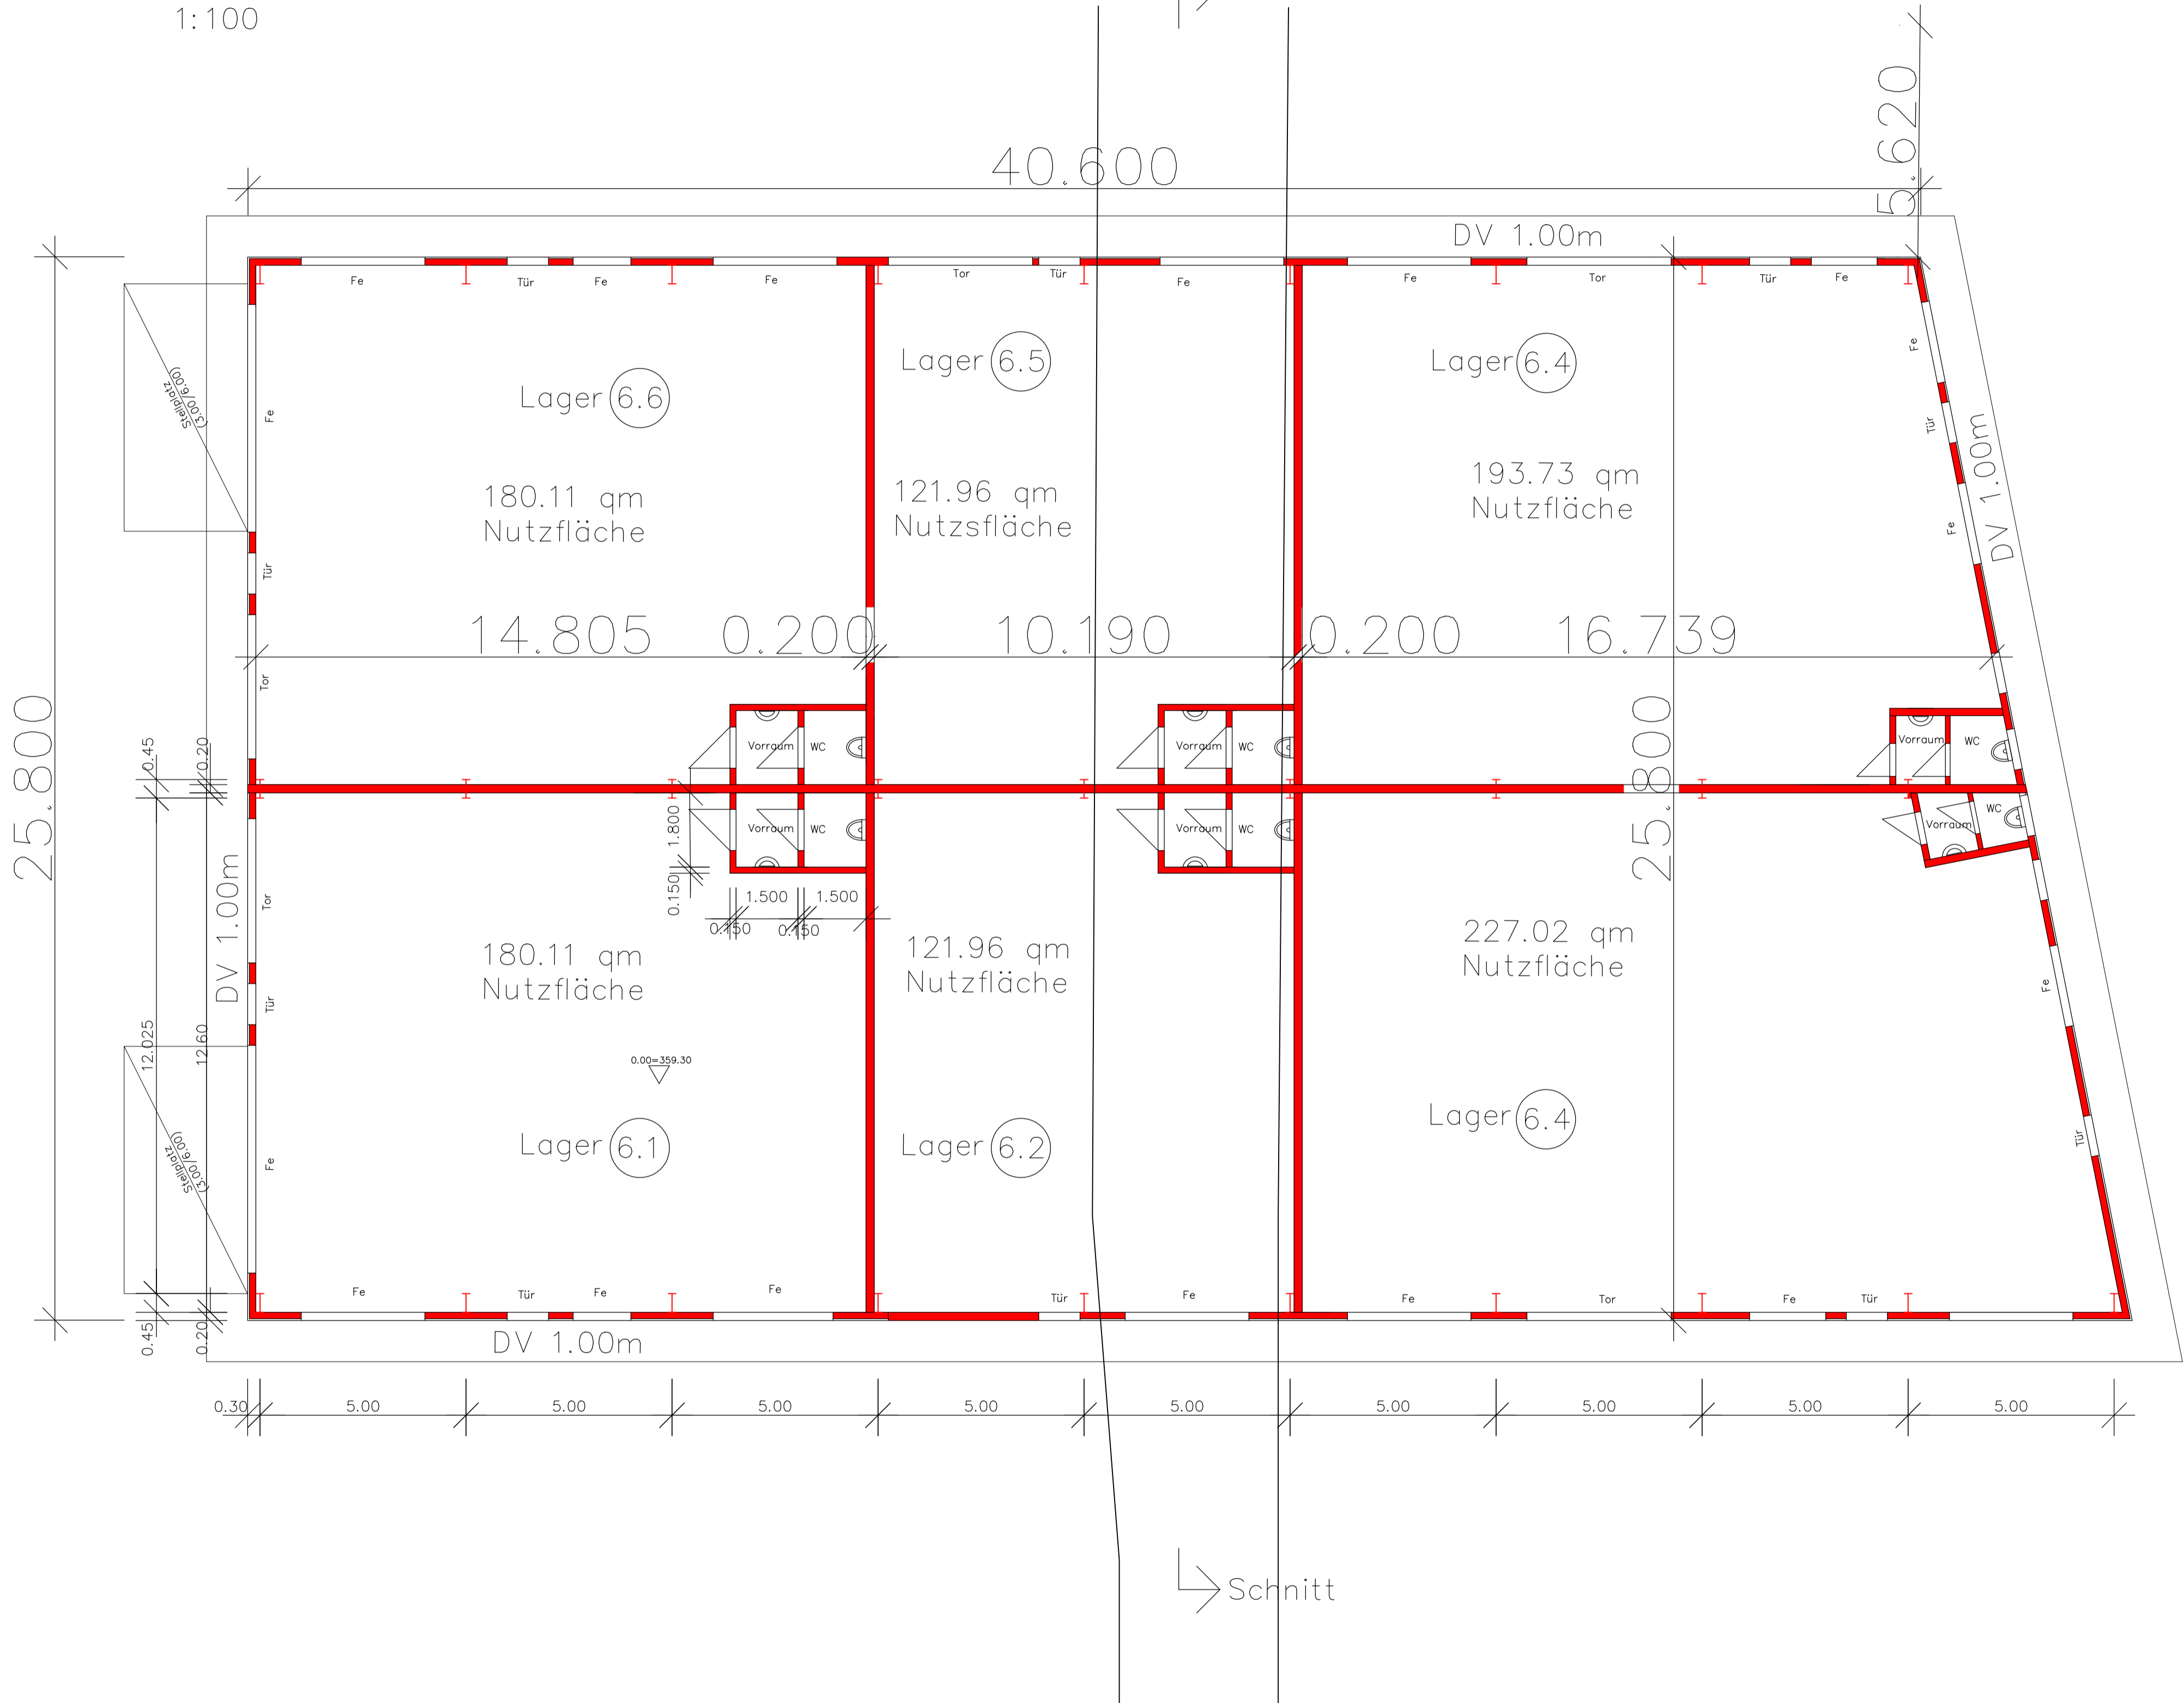 1:100
5.620
40.600
DV 1.00m
Fe
Tür
Fe
Fe
Tor
Tür
Fe
Fe
Tor
Tür
Fe
Fe
Lager 6.6
Lager 6.5
Lager 6.4
Stellplatz
(3.00/6.00)
Fe
Tür
DV 1.00m
180.11 qm
Nutzfläche
121.96 qm
Nutzsfläche
193.73 qm
Nutzfläche
Fe
Tür
14.805
0.200
10.190
0.200
16.739
Tor
25.800
25.800
0.45
0.20
Vorraum
WC
Vorraum
WC
Vorraum
WC
1.800
Vorraum
WC
Vorraum
WC
Vorraum
WC
0.150
1.500
1.500
0.150
0.150
DV 1.00m
Tor
180.11 qm
Nutzfläche
121.96 qm
Nutzfläche
227.02 qm
Nutzfläche
Tür
Fe
12.025
12.60
0.00=359.30
Stellplatz
(3.00/6.00)
Fe
Lager 6.1
Lager 6.2
Lager 6.4
Tür
0.45
0.20
Fe
Tür
Fe
Fe
Tür
Fe
Fe
Tor
Fe
Tür
DV 1.00m
0.30
5.00
5.00
5.00
5.00
5.00
5.00
5.00
5.00
5.00
Schnitt